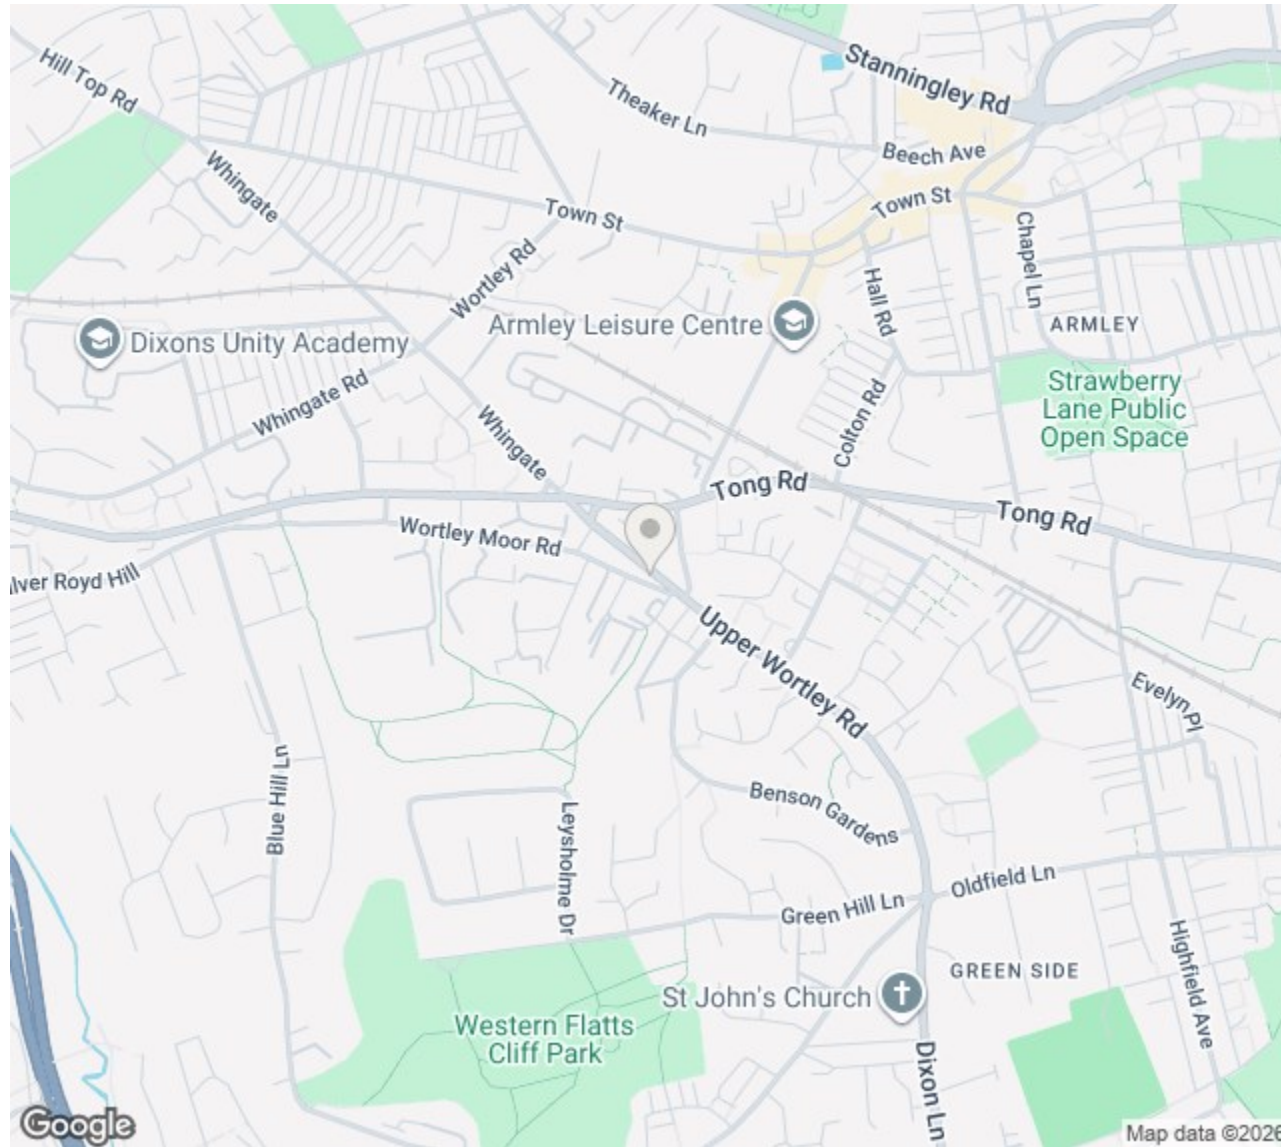 Hill Top Rd
Stanningley Rd
Theaker Ln
Beech Ave
Whingate
Town St
Town St
Chapel Ln
Wortley Rd
Hall Rd
Armley Leisure Centre
ARMLEY
Dixons Unity Academy
Whingate Rd
Strawberry
Lane Public
Open Space
Colton Rd
Whingate
Tong Rd
Tong Rd
Wortley Moor Rd
lver Royd Hill
Upper Wortley Rd
Evelyn Pl
Blue Hill Ln
Benson Gardens
Leysholme Dr
Oldfield Ln
Green Hill Ln
Highfield Ave
GREEN SIDE
St John's Church
Western Flatts
Cliff Park
Dixon Ln
Google
Map data ©2026